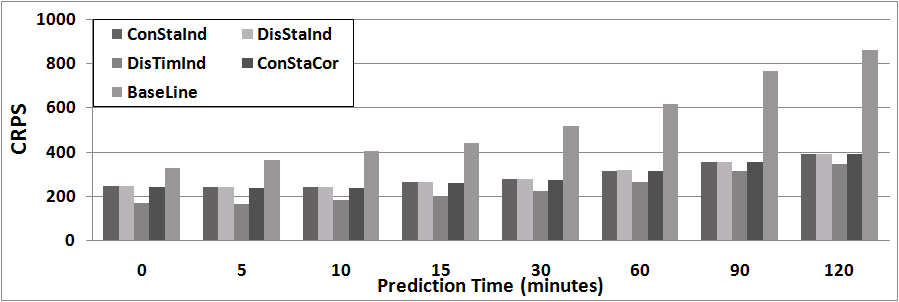 1000
800
600
400
200
0
CRPS
ConStaInd DisStaInd
DisTimInd ConStaCor
BaseLine
0 5 10 15 30 60 90 120
Prediction Time (minutes)